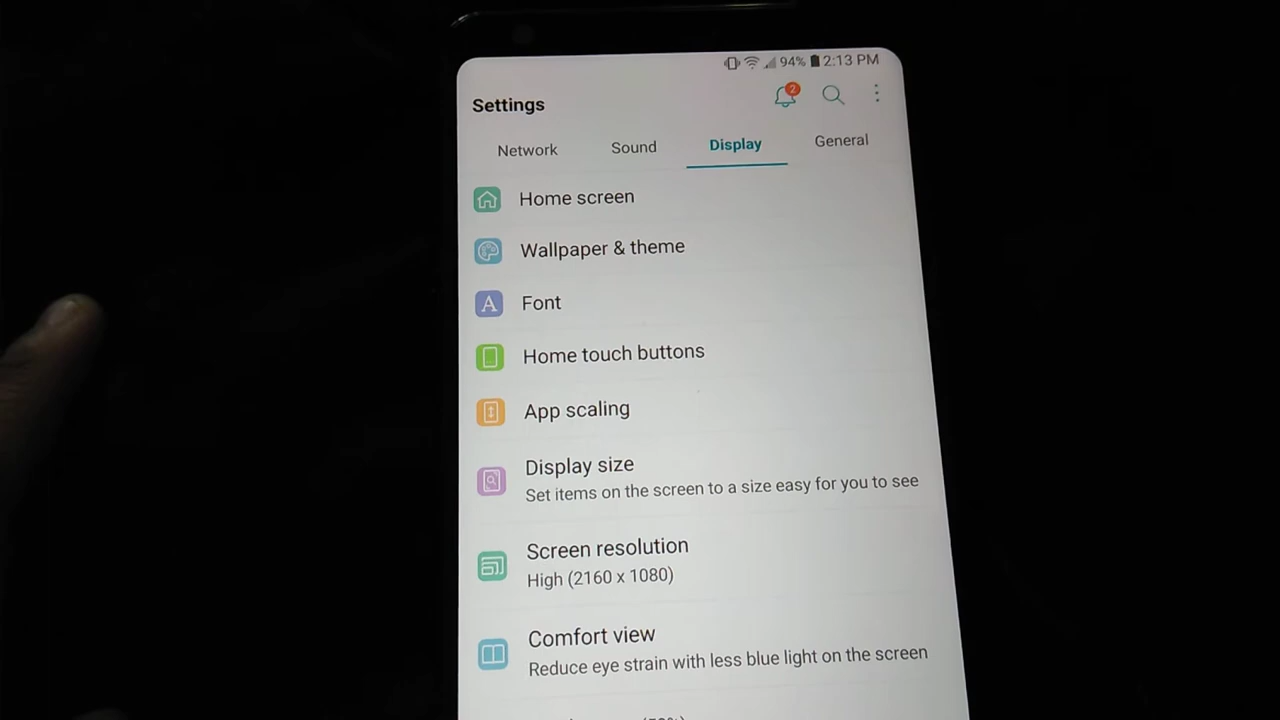 94% 2:13 PM
2
Settings
Network Sound Display General
Home screen
Wallpaper & theme
A Font
Home touch buttons
App scaling
Display size
Set items on the screen to a size easy for you to see
Screen resolution
High (2160 x 1080)
Comfort view
Reduce eye strain with less blue light on the screen